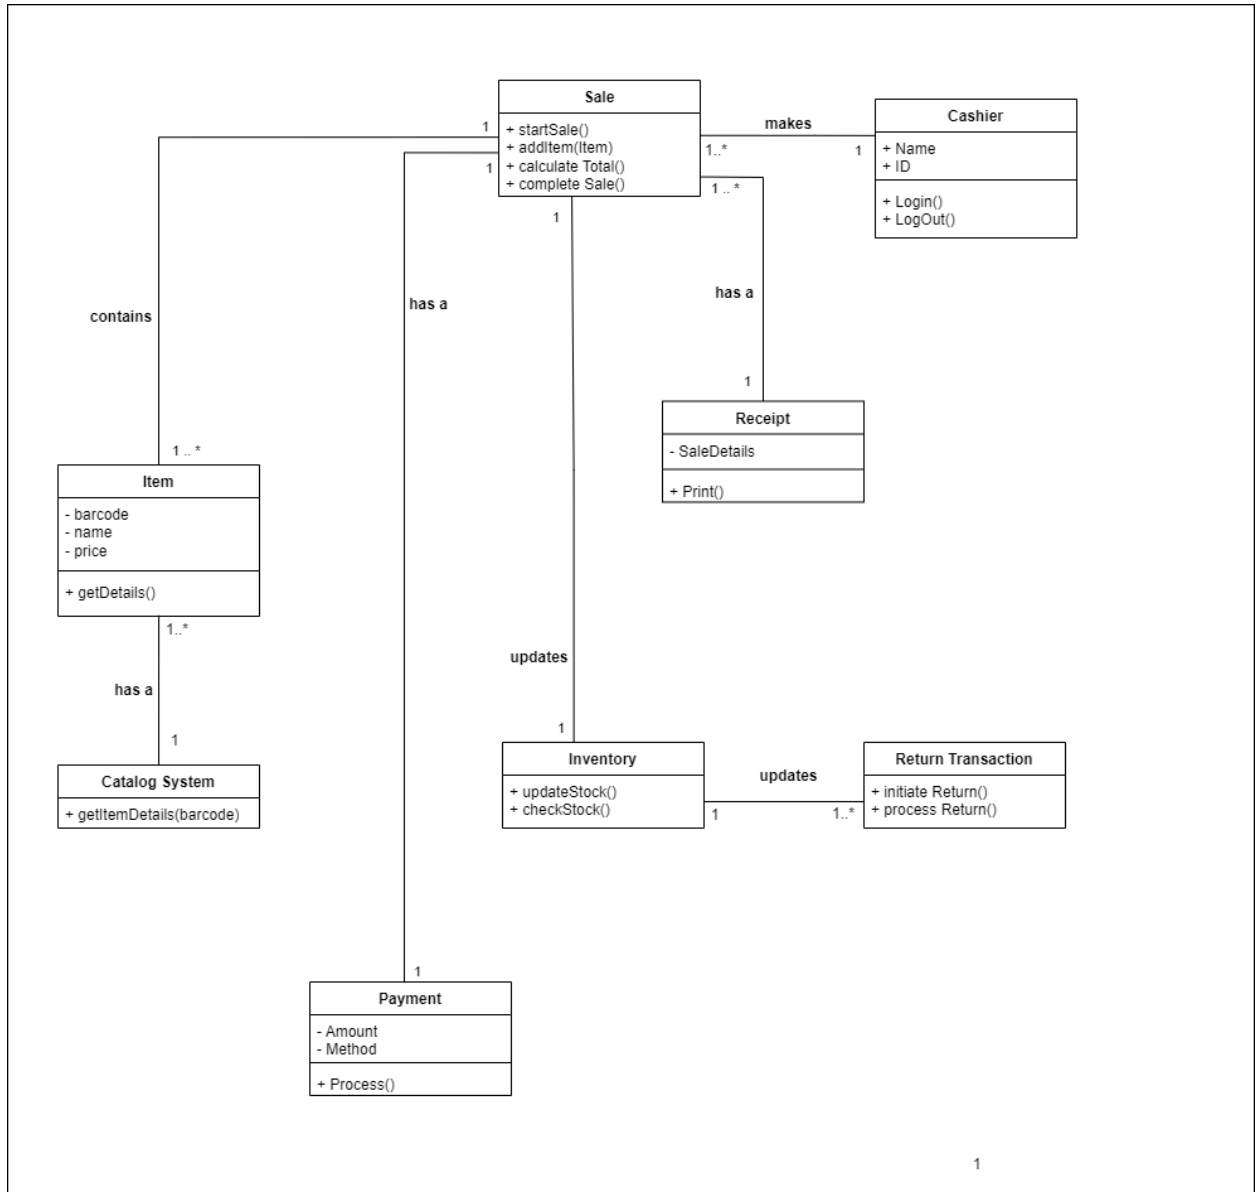 Sale
+ startSale()
+ addItem(Item)
+ calculate Total()
+ complete Sale()
makes
1..*
1
Cashier
+ Name
+ ID
+ Login()
+ LogOut()
1
contains
1 .. *
1
has a
1
1 .. *
has a
1
Receipt
- SaleDetails
+ Print()
Item
- barcode
- name
- price
+ getDetails()
1..*
has a
1
Catalog System
+ getItemDetails(barcode)
1
updates
1
Inventory
+ updateStock()
+ checkStock()
updates
1
1..*
Return Transaction
+ initiate Return()
+ process Return()
Payment
- Amount
- Method
+ Process()
1